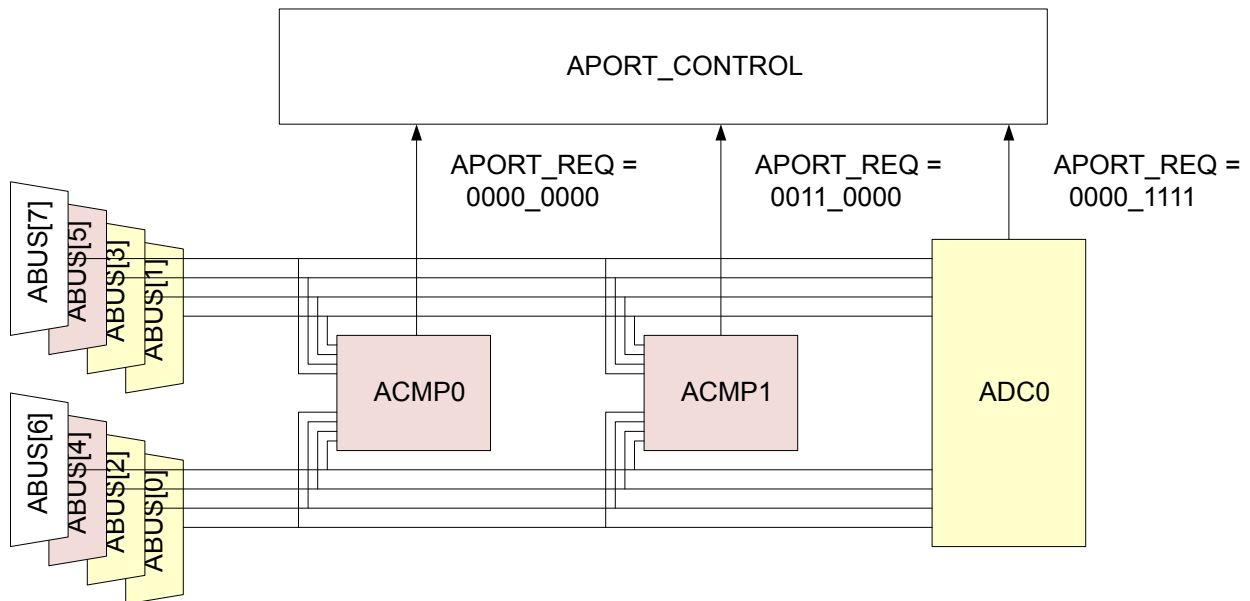 APORT_CONTROL
APORT_REQ =
0000_0000
APORT_REQ =
0011_0000
APORT_REQ =
0000_1111
ABUS[7]
ABUS[5]
ABUS[3]
ABUS[1]
ACMP0
ACMP1
ADC0
ABUS[6]
ABUS[4]
ABUS[2]
ABUS[0]